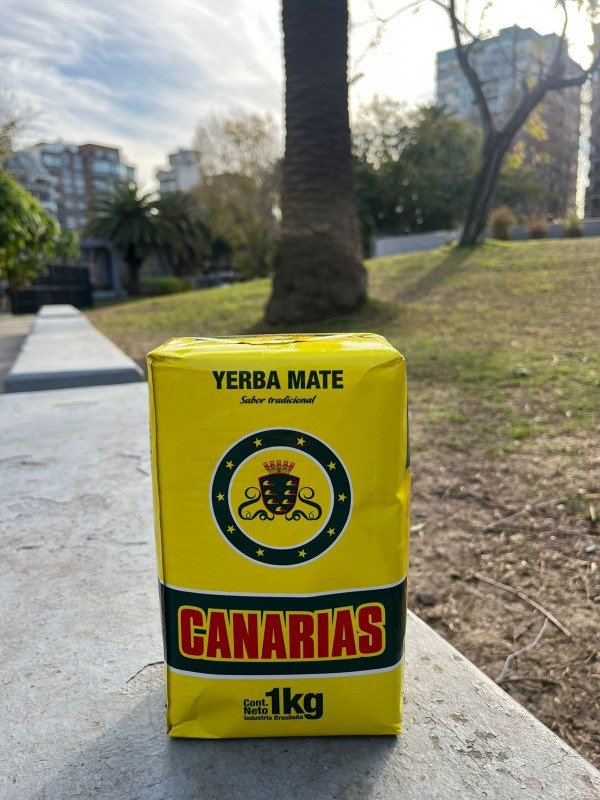 YERBA MATE
Sabor tradicional
CANARIAS
Cont. Neto 1kg
Industria Brasileña